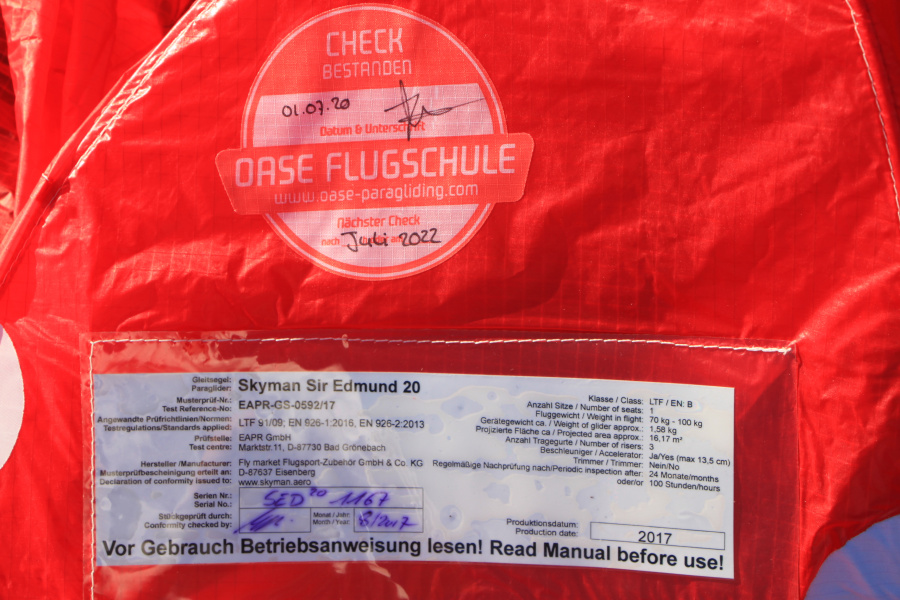 CHECK
BESTANDEN
01.07.20
Datum & Unterschrift
OASE FLUGSCHULE
www.oase-paragliding.com
Nächster Check
nach Juli 2022
Gleitsegel:
Paraglider: Skyman Sir Edmund 20
Musterprüf-Nr.:
Test Reference-No: EAPR-GS-0592/17
Angewandte Prüfrichtlinien/Normen:
Testregulations/Standards applied: LTF 91/09; EN 926-1:2016, EN 926-2:2013
Prüfstelle: EAPR GmbH
Test centre: Marktstr.11, D-87730 Bad Grönebach
Hersteller /Manufacturer: Fly market Flugsport-Zubehör GmbH & Co. KG
Musterprüfbescheinigung erteilt an: D-87637 Eisenberg
Declaration of conformity issued to: www.skyman.aero
Serien Nr.:
Serial No.: SED 20 1167
Stückgeprüft durch:
Conformity checked by:
Monat / Jahr:
Month / Year: 8/2017
Klasse / Class: LTF / EN: B
Anzahl Sitze / Number of seats: 1
Fluggewicht / Weight in flight: 70 kg - 100 kg
Gerätegewicht ca. / Weight of glider approx.: 1,58 kg
Projizierte Fläche ca / Projected area approx.: 16,17 m²
Anzahl Tragegurte / Number of risers: 3
Beschleuniger / Accelerator: Ja/Yes (max 13,5 cm)
Trimmer / Trimmer: Nein/No
Regelmäßige Nachprüfung nach/Periodic inspection after: 24 Monate/months
oder/or 100 Stunden/hours
Produktionsdatum:
Production date: 2017
Vor Gebrauch Betriebsanweisung lesen! Read Manual before use!